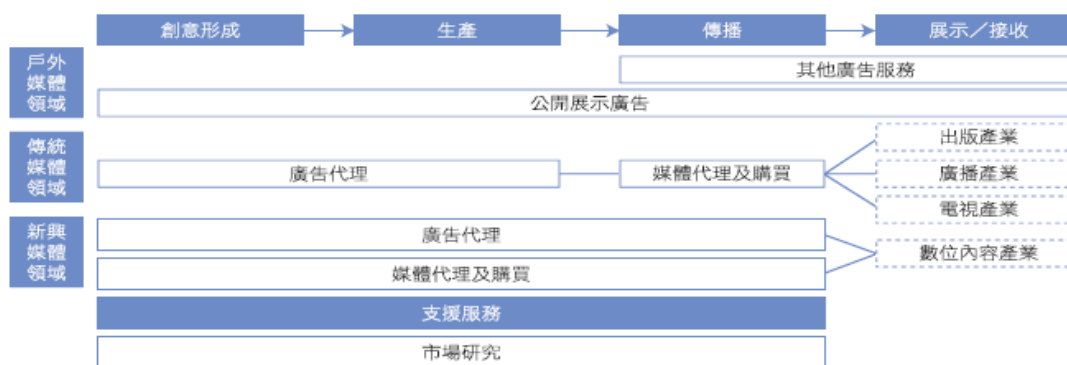 創意形成
生產
傳播
展示／接收
戶外
媒體
領域
其他廣告服務
公開展示廣告
傳統
媒體
領域
廣告代理
媒體代理及購買
出版產業
廣播產業
電視產業
新興
媒體
領域
廣告代理
媒體代理及購買
數位內容產業
支援服務
市場研究